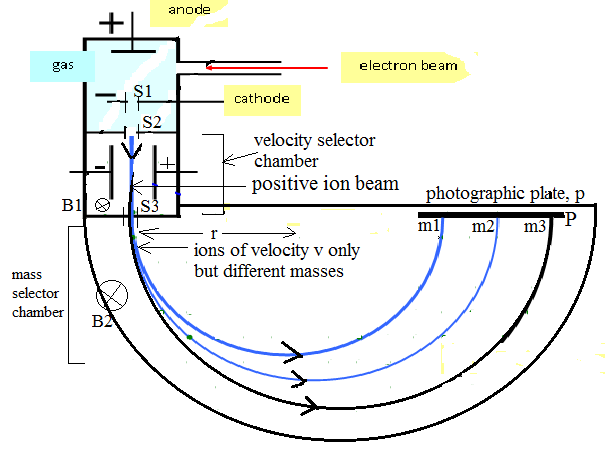 anode
+
gas
electron beam
− S1
cathode
S2
velocity selector
chamber
- +
positive ion beam
photographic plate, p
B1 S3
m1 m2 m3 P
r
ions of velocity v only
but different masses
mass
selector
chamber
B2